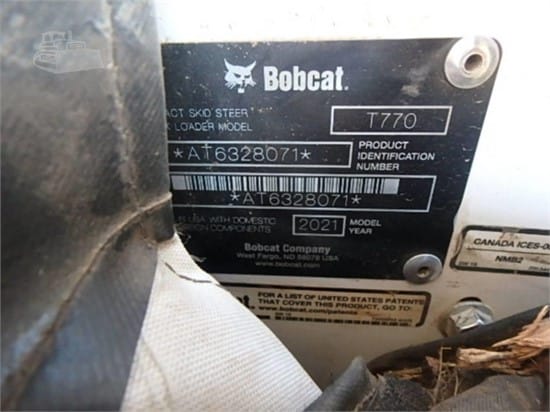 Bobcat.
ACT SKID STEER
K LOADER MODEL
T770
*AT6328071*
PRODUCT
IDENTIFICATION
NUMBER
*AT6328071*
USA WITH DOMESTIC
COMPONENTS
2021
MODEL
YEAR
Bobcat Company
West Fargo, ND 58078 USA
www.bobcat.com
CANADA ICES-0
NMB2
FOR A LIST OF UNITED STATES PATENTS
THAT COVER THIS PRODUCT, GO TO:
www.bobcat.com/patents